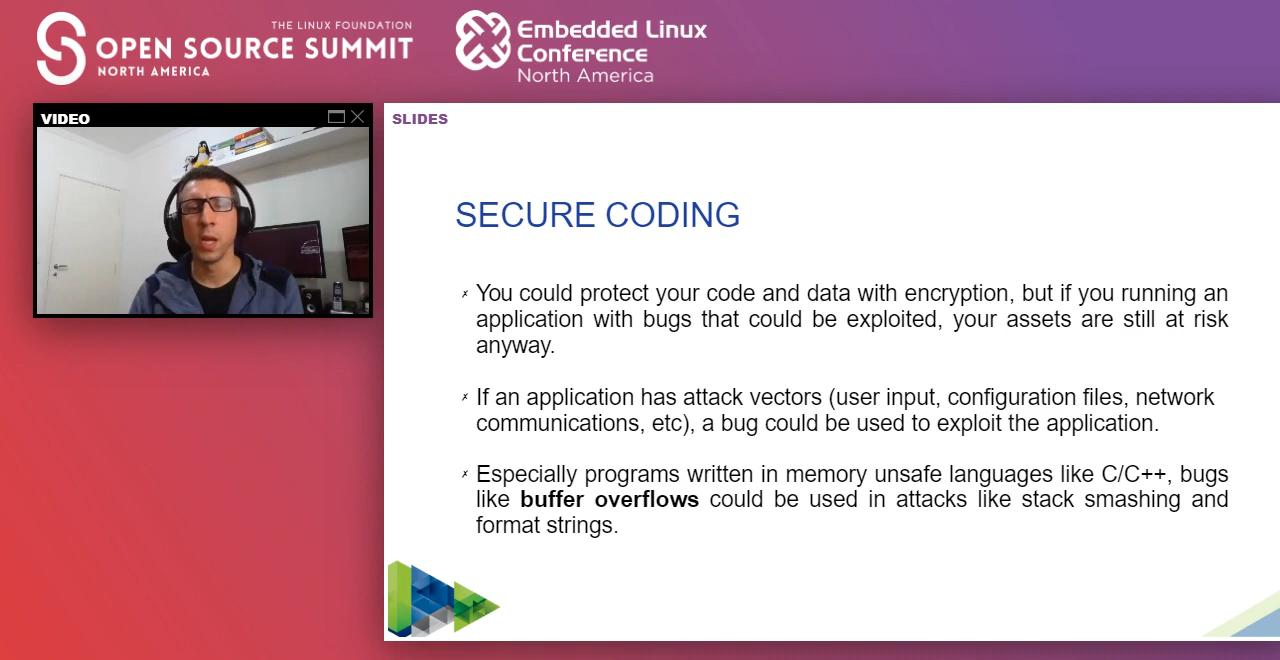 THE LINUX FOUNDATION
OPEN SOURCE SUMMIT
NORTH AMERICA
Embedded Linux
Conference
North America
VIDEO
SLIDES
SECURE CODING
✗ You could protect your code and data with encryption, but if you running an
application with bugs that could be exploited, your assets are still at risk
anyway.
✗ If an application has attack vectors (user input, configuration files, network
communications, etc), a bug could be used to exploit the application.
✗ Especially programs written in memory unsafe languages like C/C++, bugs
like buffer overflows could be used in attacks like stack smashing and
format strings.